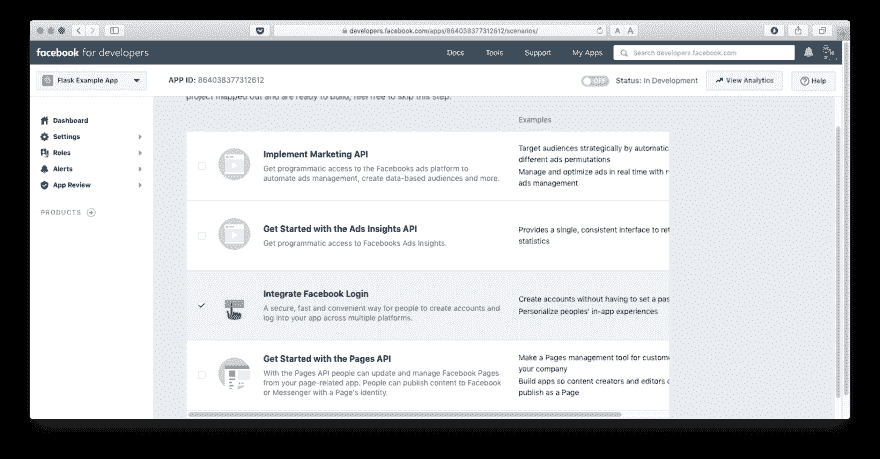 developers.facebook.com/apps/864038377312612/scenarios/
A A
facebook for developers
Docs Tools Support My Apps Search developers.facebook.com
Flask Example App APP ID: 864038377312612 OFF Status: In Development View Analytics Help
project mapped out and are ready to build, feel free to skip this step.
Dashboard
Settings
Roles
Alerts
App Review
PRODUCTS
Examples
Implement Marketing API
Get programmatic access to the Facebooks ads platform to
automate ads management, create data-based audiences and more.
Target audiences strategically by automatic
different ads permutations
Manage and optimize ads in real time with r
ads management
Get Started with the Ads Insights API
Get programmatic access to Facebooks Ads Insights.
Provides a single, consistent interface to ret
statistics
Integrate Facebook Login
A secure, fast and convenient way for people to create accounts and
log into your app across multiple platforms.
Create accounts without having to set a pas
Personalize peoples' in-app experiences
Get Started with the Pages API
With the Pages API people can update and manage Facebook Pages
from your page-related app. People can publish content to Facebook
or Messenger with a Page's identity.
Make a Pages management tool for custome
your company
Build apps so content creators and editors c
publish as a Page